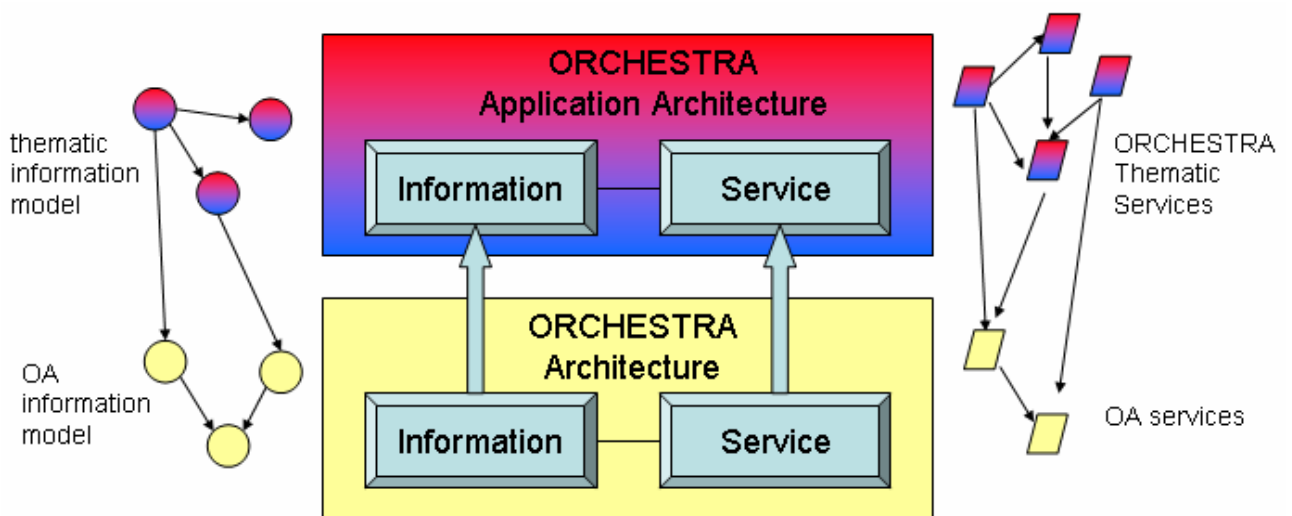 ORCHESTRA
Application Architecture
Information
Service
thematic
information
model
ORCHESTRA
Thematic
Services
ORCHESTRA
Architecture
Information
Service
OA
information
model
OA services